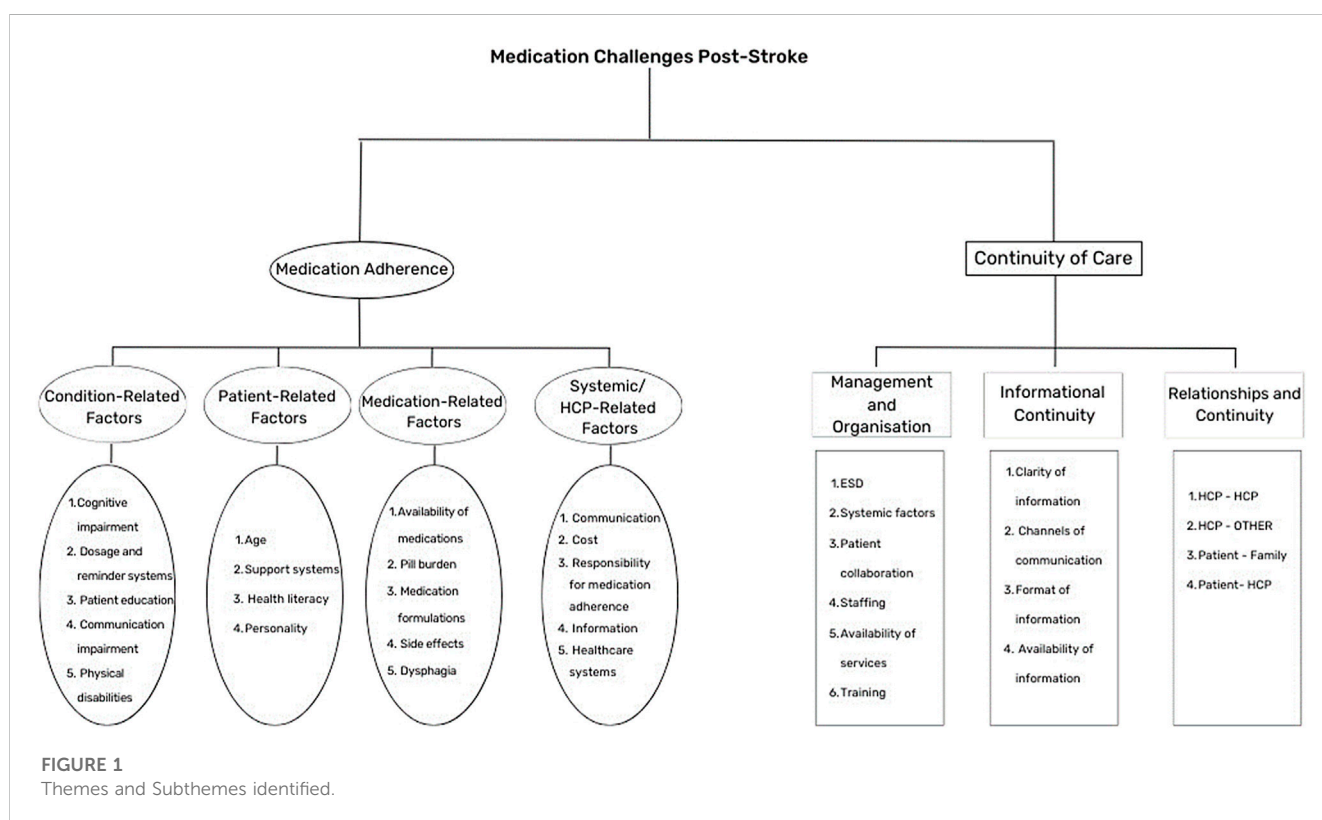 Medication Challenges Post-Stroke
Medication Adherence
Continuity of Care
Condition-Related
Factors
Patient-Related
Factors
Medication-Related
Factors
Systemic/
HCP-Related
Factors
Management
and
Organisation
Informational
Continuity
Relationships and
Continuity
1.Cognitive
impairment
2. Dosage and
reminder systems
3. Patient education
4. Communication
impairment
5. Physical
disabilities
1.Age
2.Support systems
3. Health literacy
4.Personality
1.Availability of
medications
2. Pill burden
3. Medication
formulations
4. Side effects
5. Dysphagia
1. Communication
2. Cost
3. Responsibility
for medication
adherence
4. Information
5. Healthcare
systems
1.ESD
2.Systemic factors
3.Patient
collaboration
4.Staffing
5.Availability of
services
6.Training
1.Clarity of
information
2. Channels of
communication
3.Format of
information
4. Availability of
information
1.HCP - HCP
2.HCP - OTHER
3.Patient - Family
4.Patient- HCP
FIGURE 1
Themes and Subthemes identified.